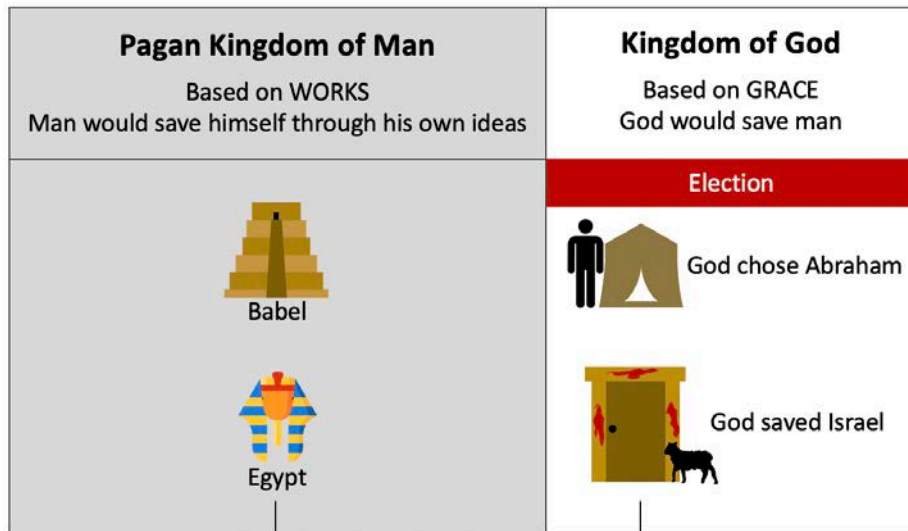 Pagan Kingdom of Man
Based on WORKS
Man would save himself through his own ideas
Kingdom of God
Based on GRACE
God would save man
Election
Babel
God chose Abraham
Egypt
God saved Israel